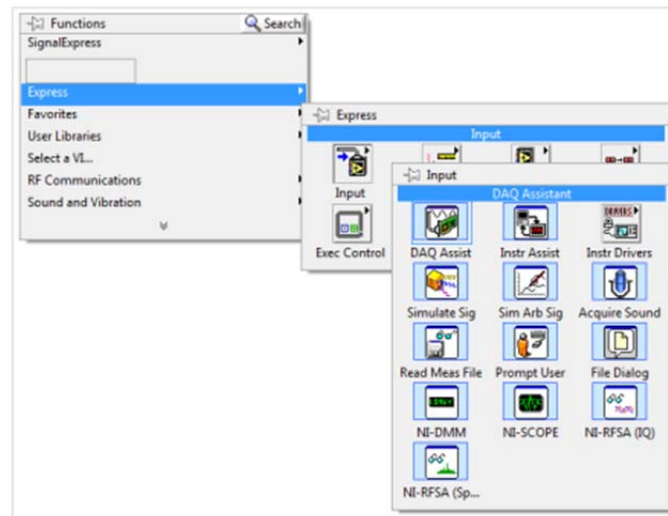 Functions
Search
SignalExpress
Express
Favorites
User Libraries
Select a VI...
RF Communications
Sound and Vibration
Express
Input
Input
Exec Control
Input
DAQ Assistant
DAQ Assist Instr Assist Instr Drivers
Simulate Sig Sim Arb Sig Acquire Sound
Read Meas File Prompt User File Dialog
NI-DMM NI-SCOPE NI-RFSA (IQ)
NI-RFSA (Sp...